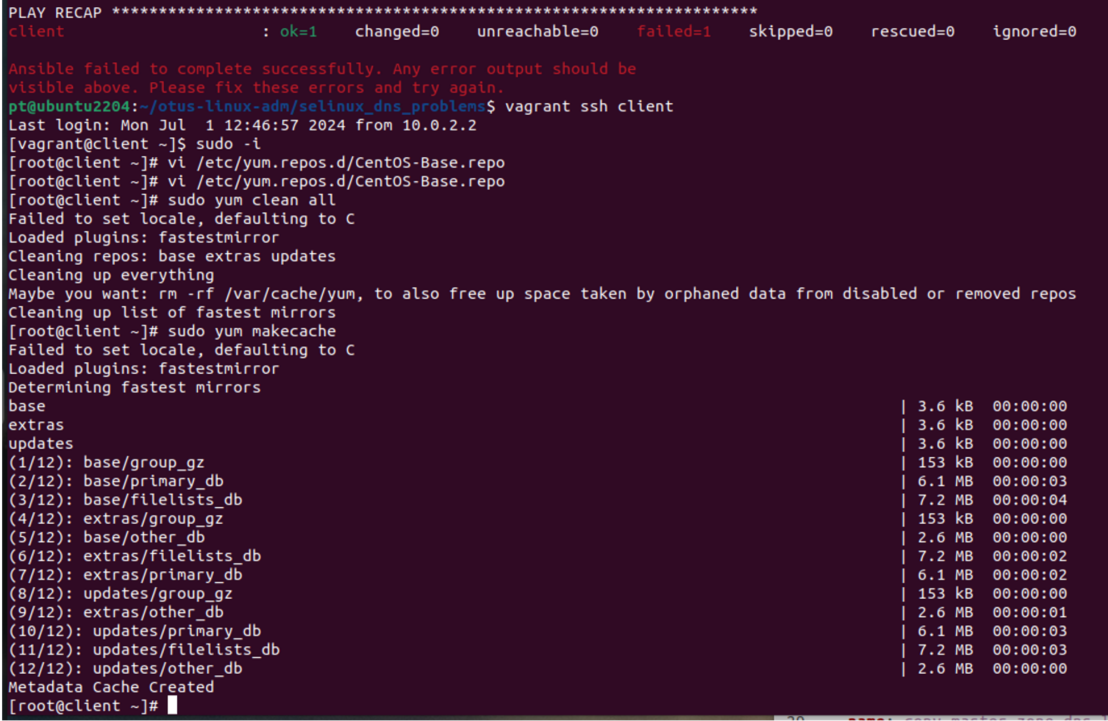 PLAY RECAP *********************************************************************
client                     : ok=1    changed=0    unreachable=0    failed=1    skipped=0    rescued=0    ignored=0
Ansible failed to complete successfully. Any error output should be
visible above. Please fix these errors and try again.
pt@ubuntu2204:~/otus-linux-adm/selinux_dns_problems$ vagrant ssh client
Last login: Mon Jul  1 12:46:57 2024 from 10.0.2.2
[vagrant@client ~]$ sudo -i
[root@client ~]# vi /etc/yum.repos.d/CentOS-Base.repo
[root@client ~]# vi /etc/yum.repos.d/CentOS-Base.repo
[root@client ~]# sudo yum clean all
Failed to set locale, defaulting to C
Loaded plugins: fastestmirror
Cleaning repos: base extras updates
Cleaning up everything
Maybe you want: rm -rf /var/cache/yum, to also free up space taken by orphaned data from disabled or removed repos
Cleaning up list of fastest mirrors
[root@client ~]# sudo yum makecache
Failed to set locale, defaulting to C
Loaded plugins: fastestmirror
Determining fastest mirrors
base | 3.6 kB  00:00:00
extras | 3.6 kB  00:00:00
updates | 3.6 kB  00:00:00
(1/12): base/group_gz | 153 kB  00:00:00
(2/12): base/primary_db | 6.1 MB  00:00:03
(3/12): base/filelists_db | 7.2 MB  00:00:04
(4/12): extras/group_gz | 153 kB  00:00:00
(5/12): base/other_db | 2.6 MB  00:00:00
(6/12): extras/filelists_db | 7.2 MB  00:00:02
(7/12): extras/primary_db | 6.1 MB  00:00:02
(8/12): updates/group_gz | 153 kB  00:00:00
(9/12): extras/other_db | 2.6 MB  00:00:01
(10/12): updates/primary_db | 6.1 MB  00:00:03
(11/12): updates/filelists_db | 7.2 MB  00:00:03
(12/12): updates/other_db | 2.6 MB  00:00:00
Metadata Cache Created
[root@client ~]#